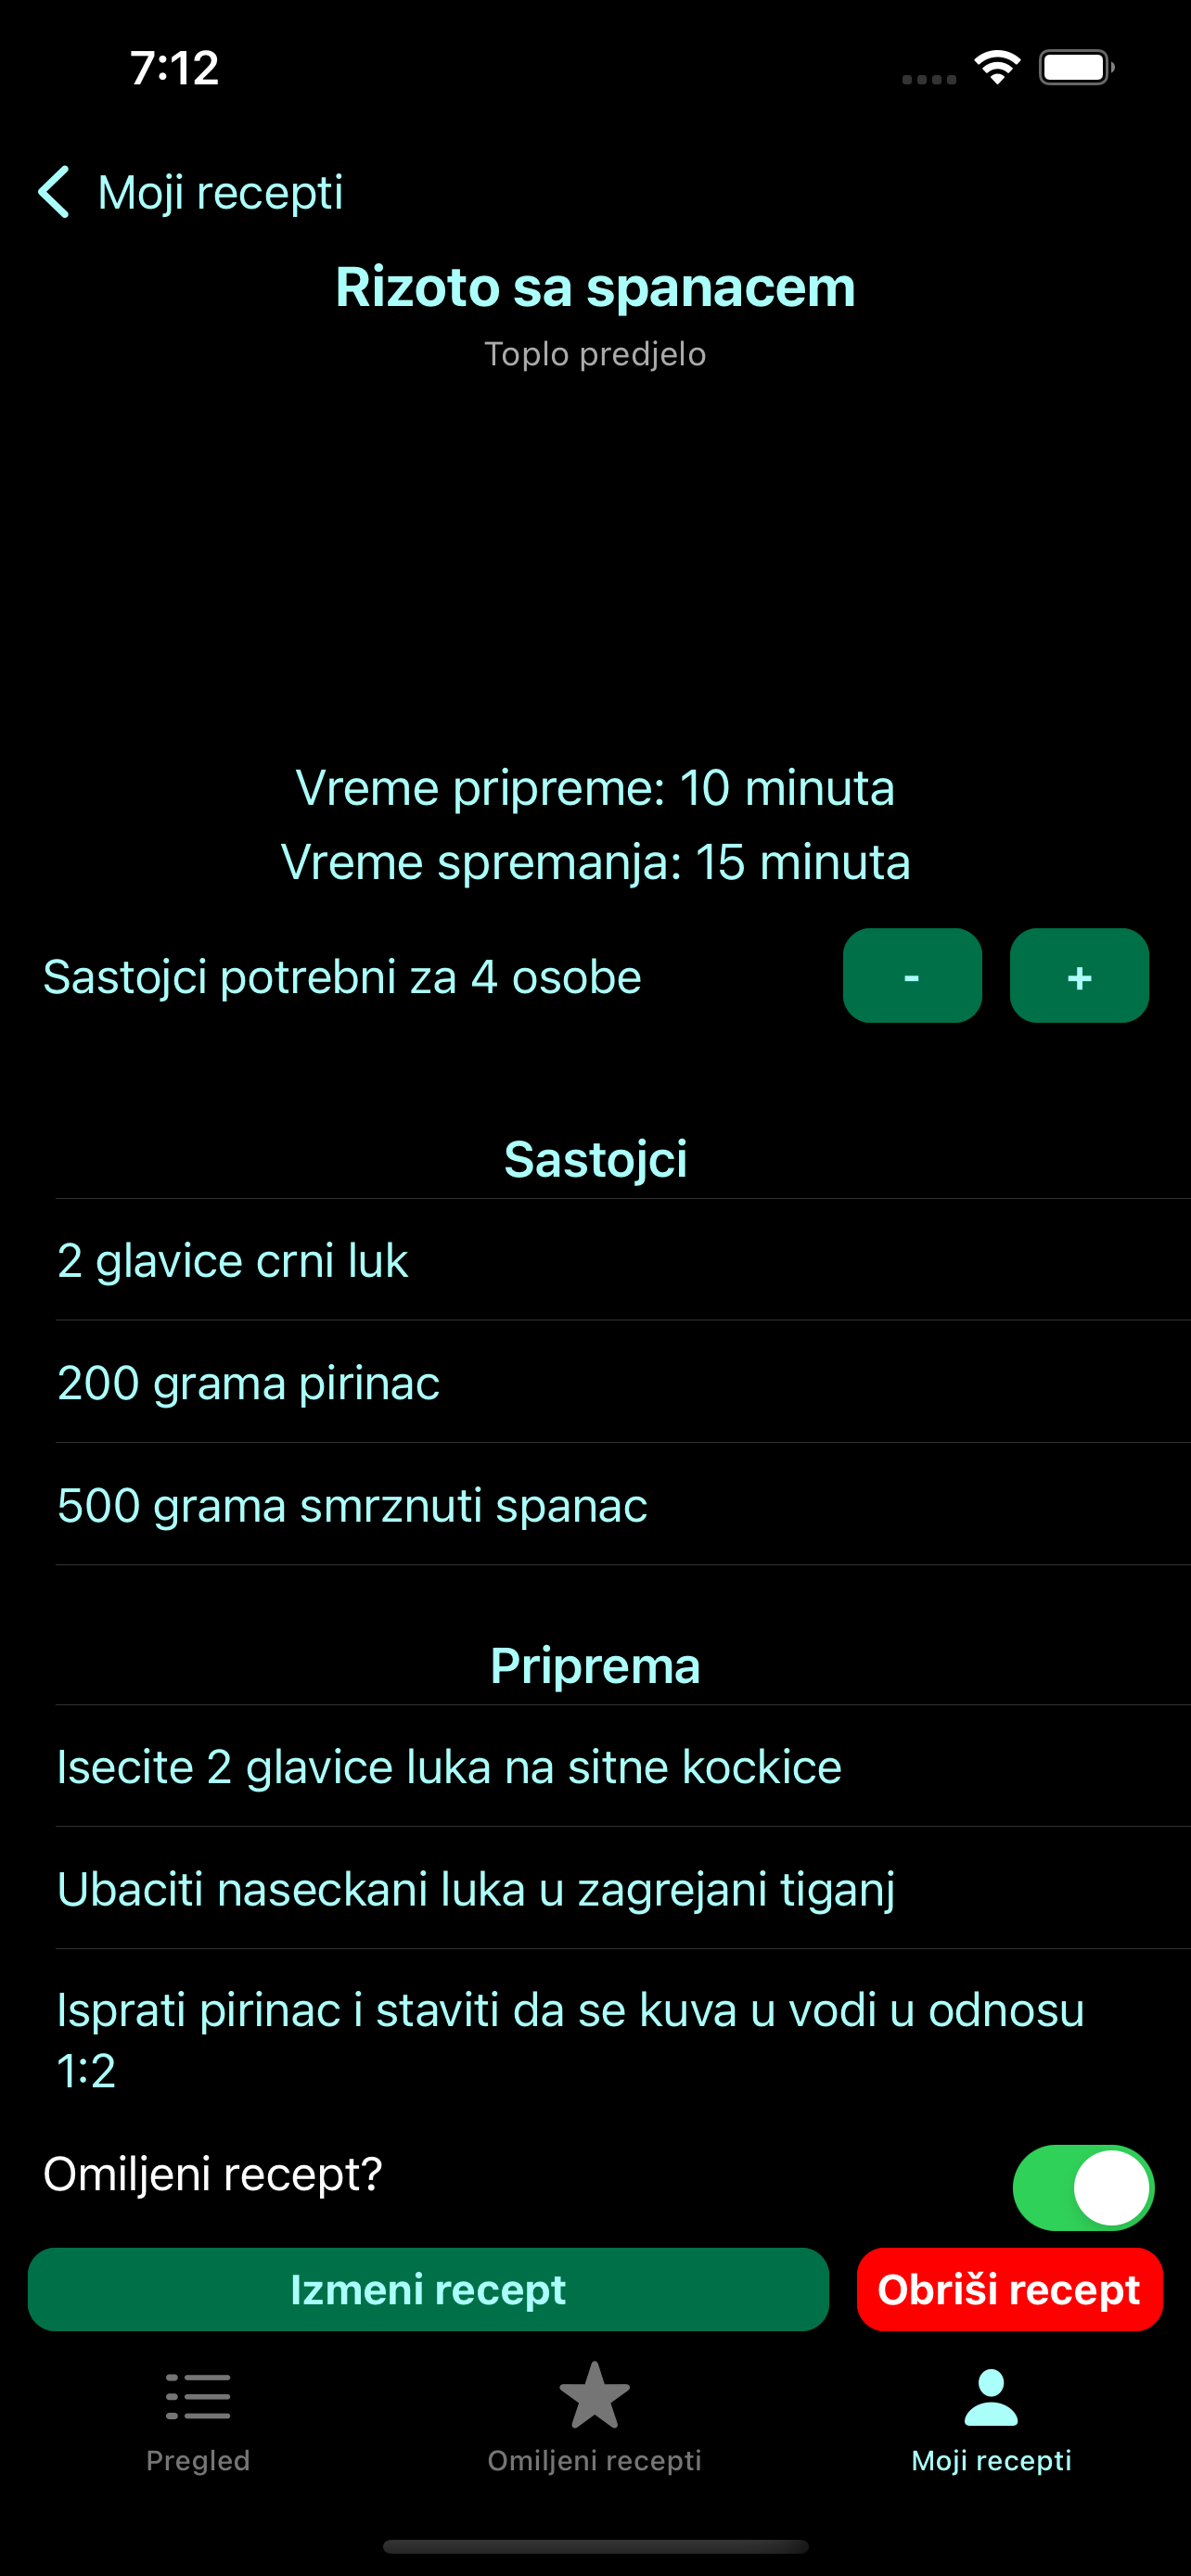 7:12
Moji recepti
Rizoto sa spanacem
Toplo predjelo
Vreme pripreme: 10 minuta
Vreme spremanja: 15 minuta
Sastojci potrebni za 4 osobe
- +
Sastojci
2 glavice crni luk
200 grama pirinac
500 grama smrznuti spanac
Priprema
Isecite 2 glavice luka na sitne kockice
Ubaciti naseckani luka u zagrejani tiganj
Isprati pirinac i staviti da se kuva u vodi u odnosu
1:2
Omiljeni recept?
Izmeni recept Obriši recept
Pregled Omiljeni recepti Moji recepti